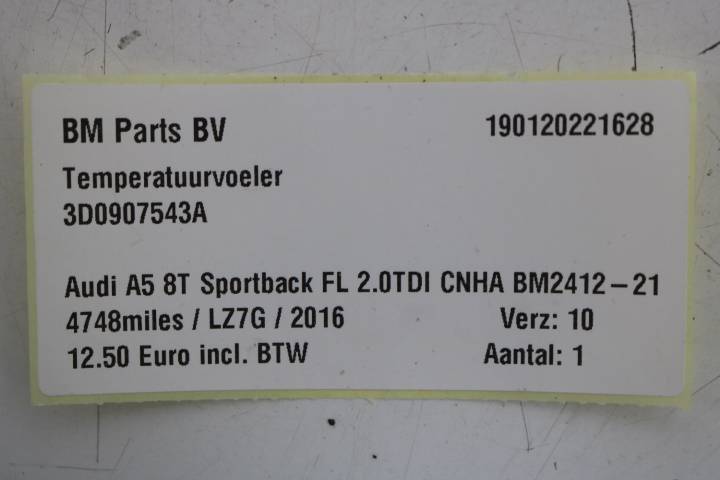 BM Parts BV 190120221628
Temperatuurvoeler
3D0907543A
Audi A5 8T Sportback FL 2.0TDI CNHA BM2412-21
4748miles / LZ7G / 2016 Verz: 10
12.50 Euro incl. BTW Aantal: 1